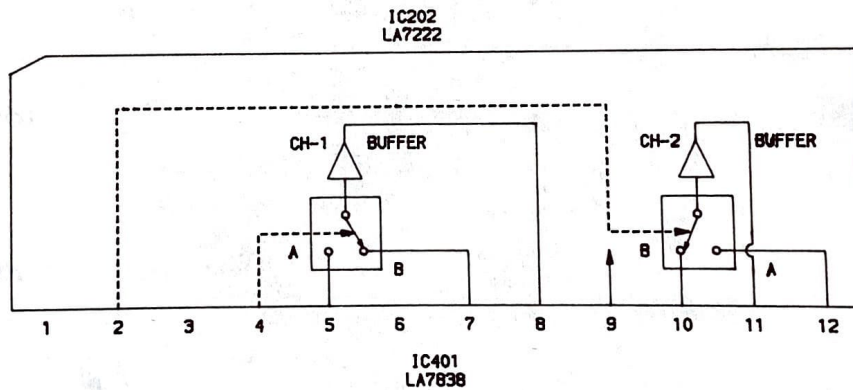 IC202
LA7222
CH-1 BUFFER
CH-2 BUFFER
A
B
B
A
1 2 3 4 5 6 7 8 9 10 11 12
IC401
LA7838